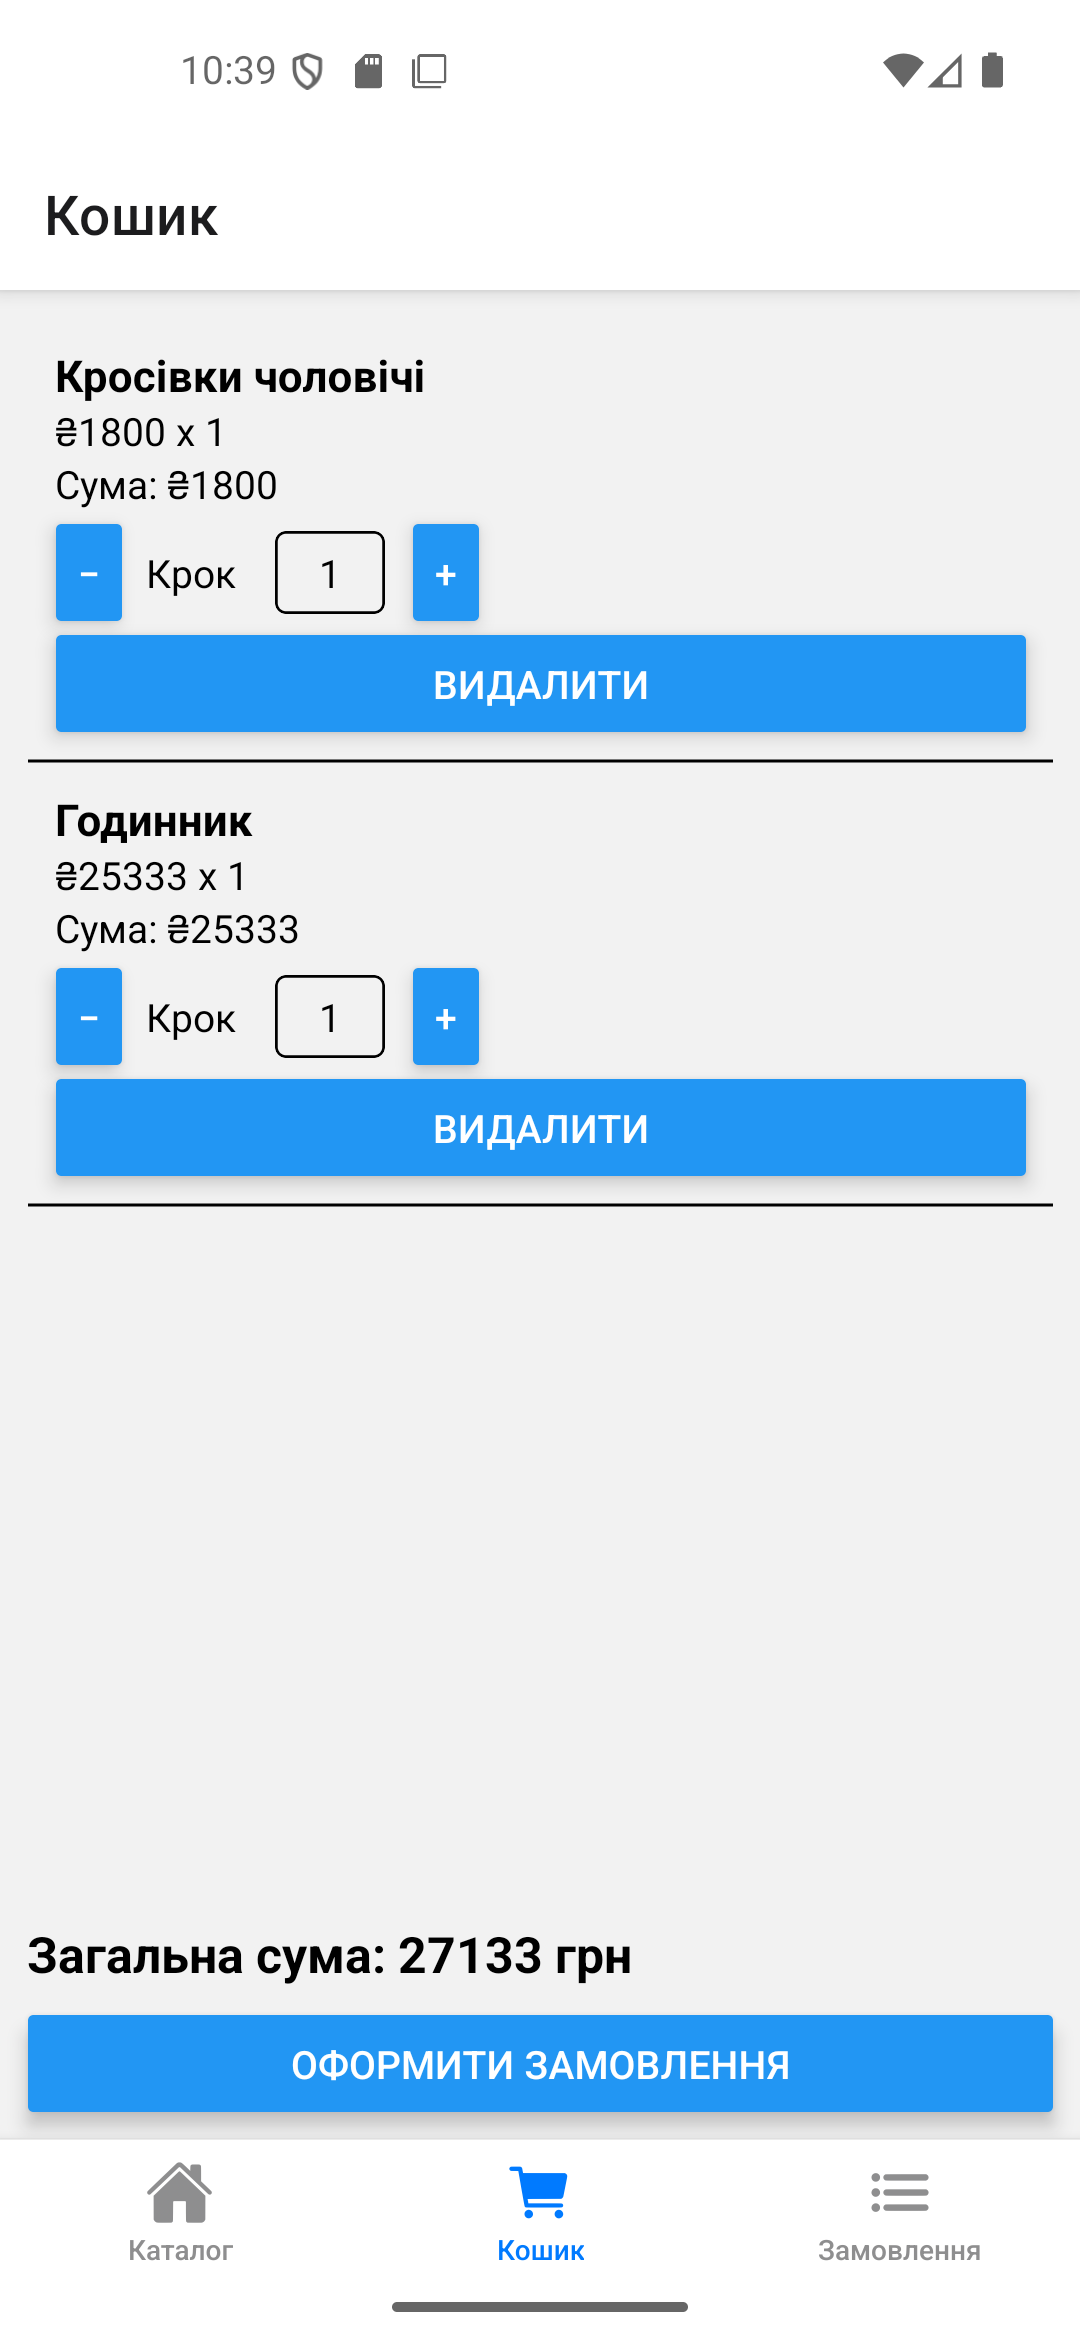 10:39
Кошик
Кросівки чоловічі
₴1800 x 1
Сума: ₴1800
– Крок 1 +
ВИДАЛИТИ
Годинник
₴25333 x 1
Сума: ₴25333
– Крок 1 +
ВИДАЛИТИ
Загальна сума: 27133 грн
ОФОРМИТИ ЗАМОВЛЕННЯ
Каталог Кошик Замовлення